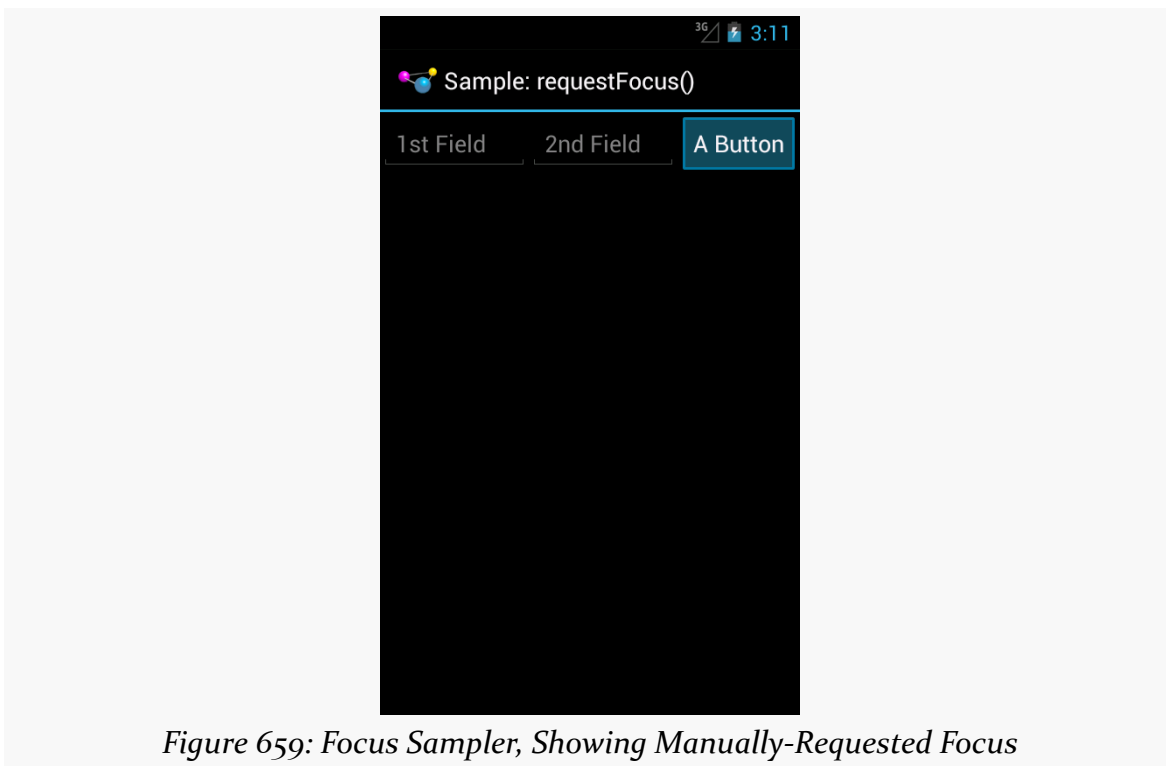 3G 3:11
Sample: requestFocus()
1st Field 2nd Field A Button
Figure 659: Focus Sampler, Showing Manually-Requested Focus